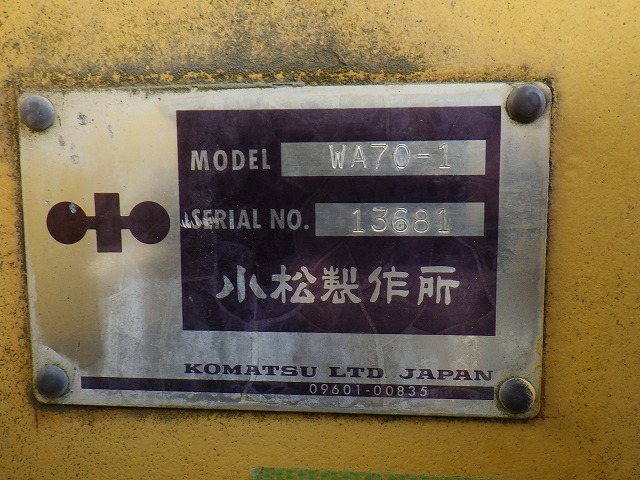 MODEL WA70-1
SERIAL NO. 13681
小松製作所
KOMATSU LTD. JAPAN
09601-00835